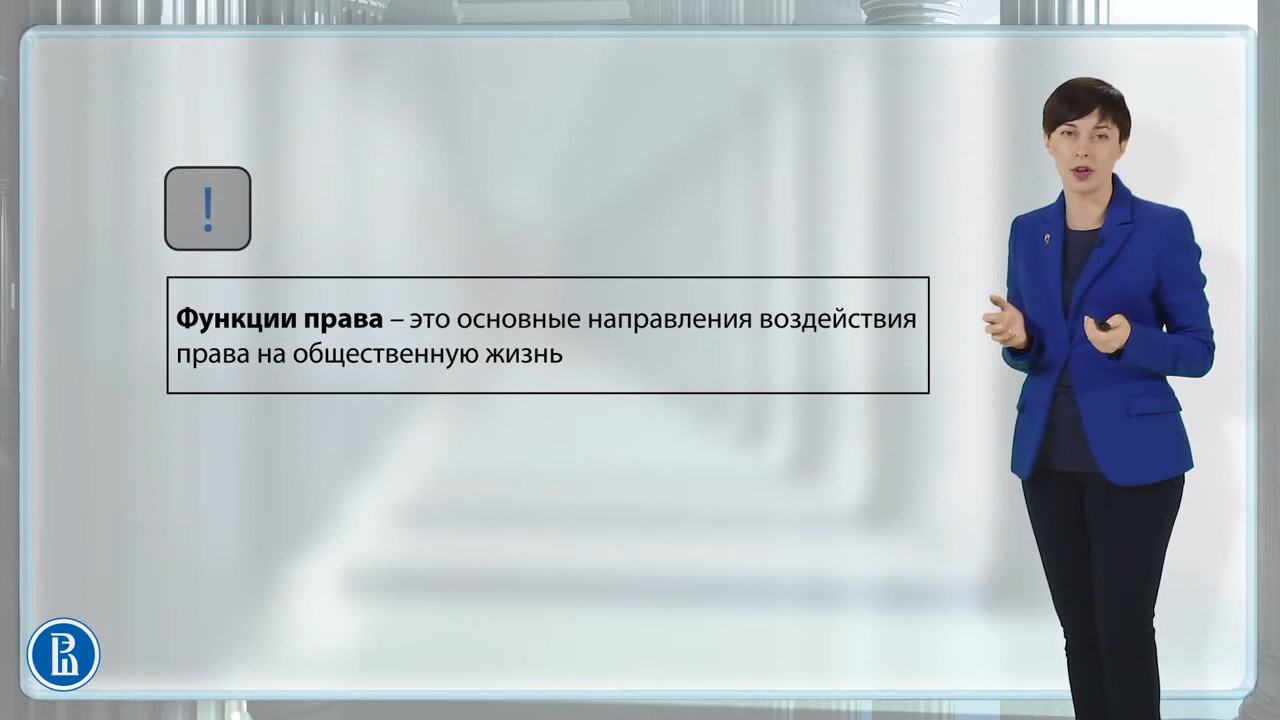 !
Функции права – это основные направления воздействия
права на общественную жизнь